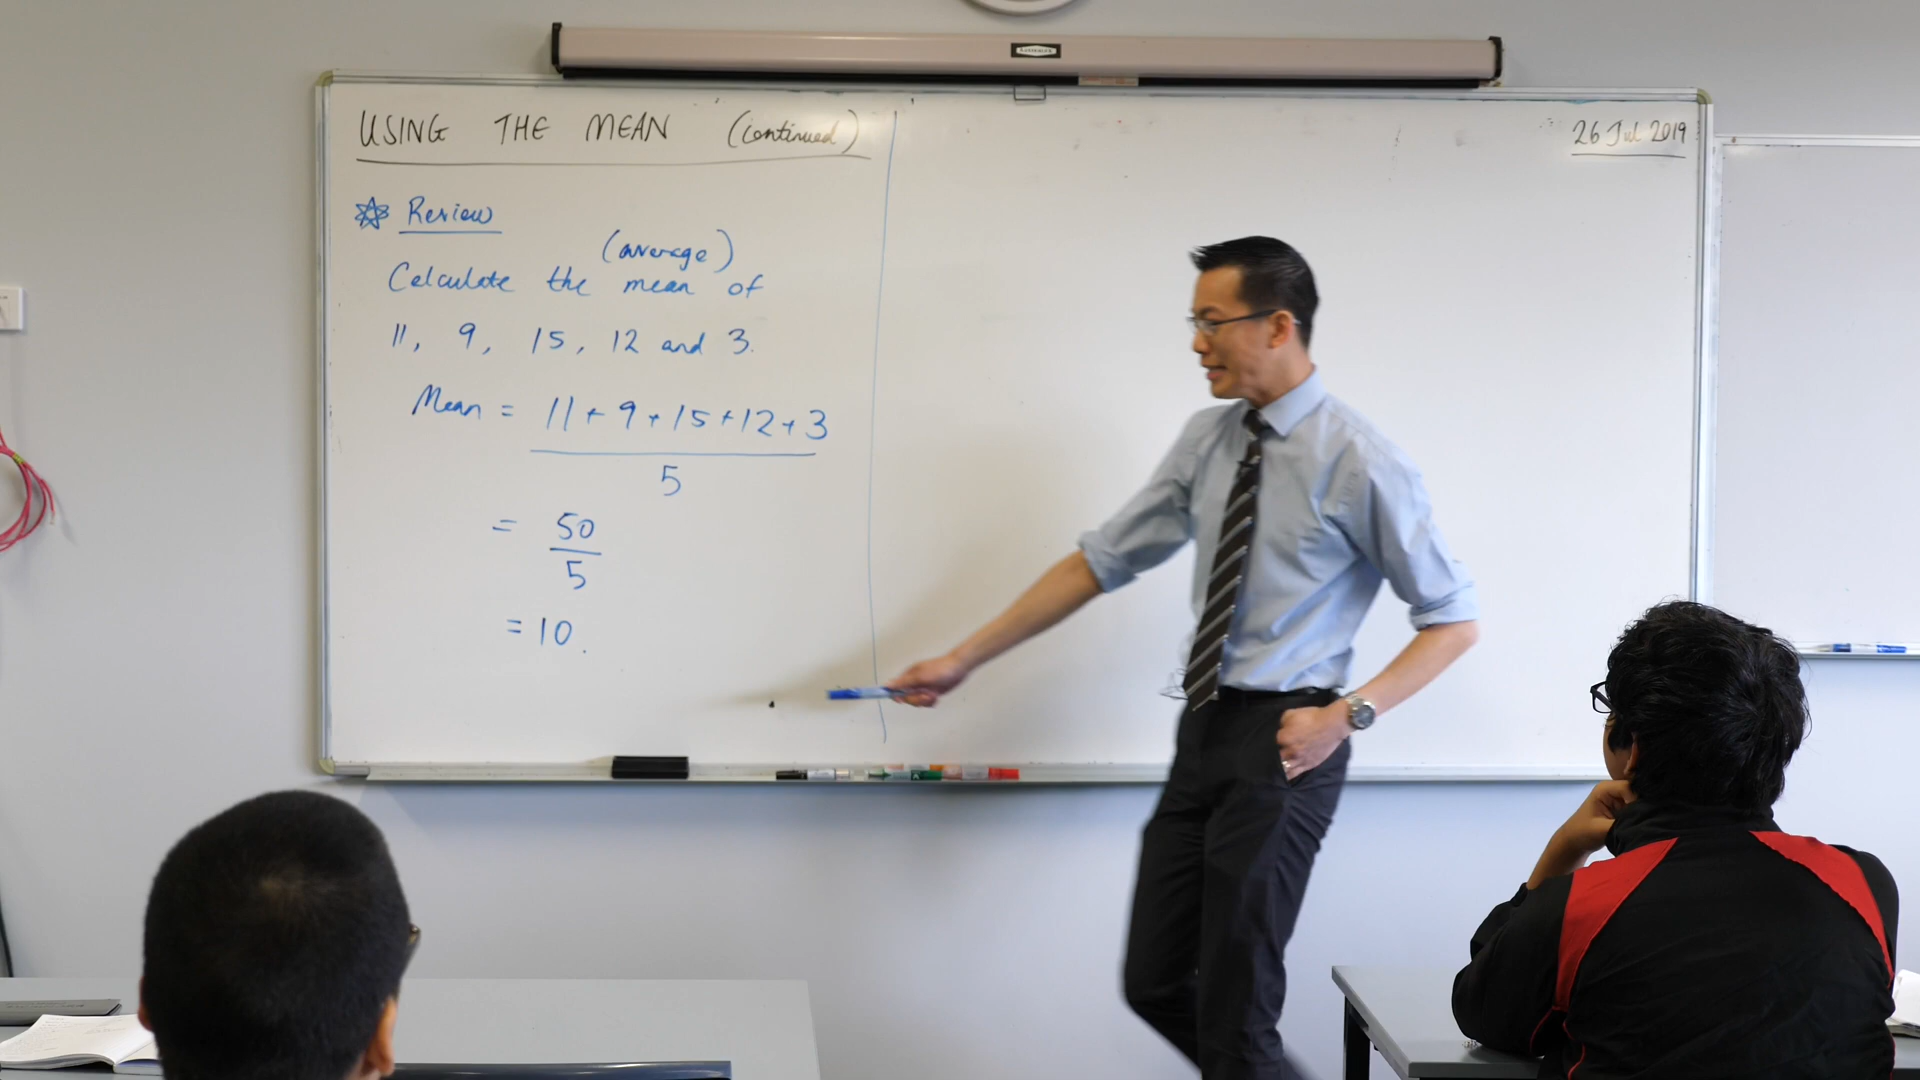 USING THE MEAN (continued)
26 Jul 2019
Review
(average)
Calculate the mean of
11, 9, 15, 12 and 3.
Mean = 11 + 9 + 15 + 12 + 3
5
= 50
5
= 10.